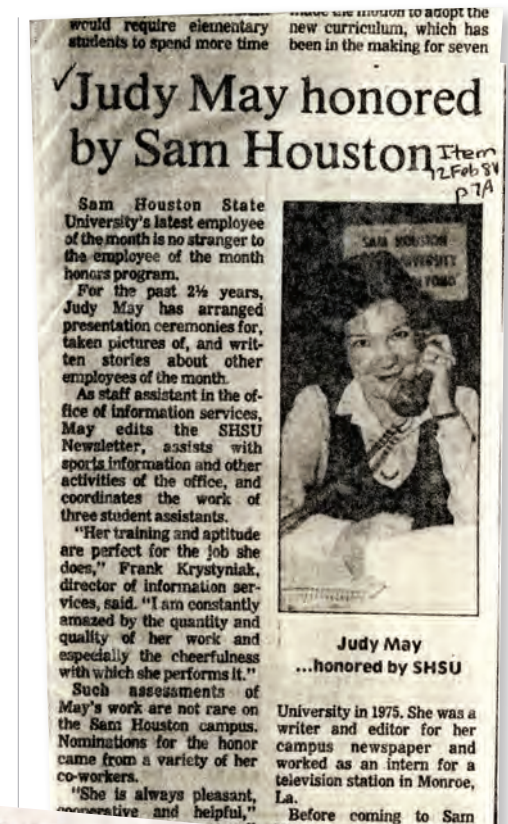 would require elementary
students to spend more time
made the motion to adopt the
new curriculum, which has
been in the making for seven
✓Judy May honored
by Sam Houston
Item
12 Feb 84
p 7A
Sam Houston State
University's latest employee
of the month is no stranger to
the employee of the month
honors program.
For the past 2½ years,
Judy May has arranged
presentation ceremonies for,
taken pictures of, and writ-
ten stories about other
employees of the month.
As staff assistant in the of-
fice of information services,
May edits the SHSU
Newsletter, assists with
sports information and other
activities of the office, and
coordinates the work of
three student assistants.
"Her training and aptitude
are perfect for the job she
does," Frank Krystyniak,
director of information ser-
vices, said. "I am constantly
amazed by the quantity and
quality of her work and
especially the cheerfulness
with which she performs it."
Such assessments of
May's work are not rare on
the Sam Houston campus.
Nominations for the honor
came from a variety of her
co-workers.
"She is always pleasant,
cooperative and helpful,"
SAM HOUSTON
Judy May
...honored by SHSU
University in 1975. She was a
writer and editor for her
campus newspaper and
worked as an intern for a
television station in Monroe,
La.
Before coming to Sam